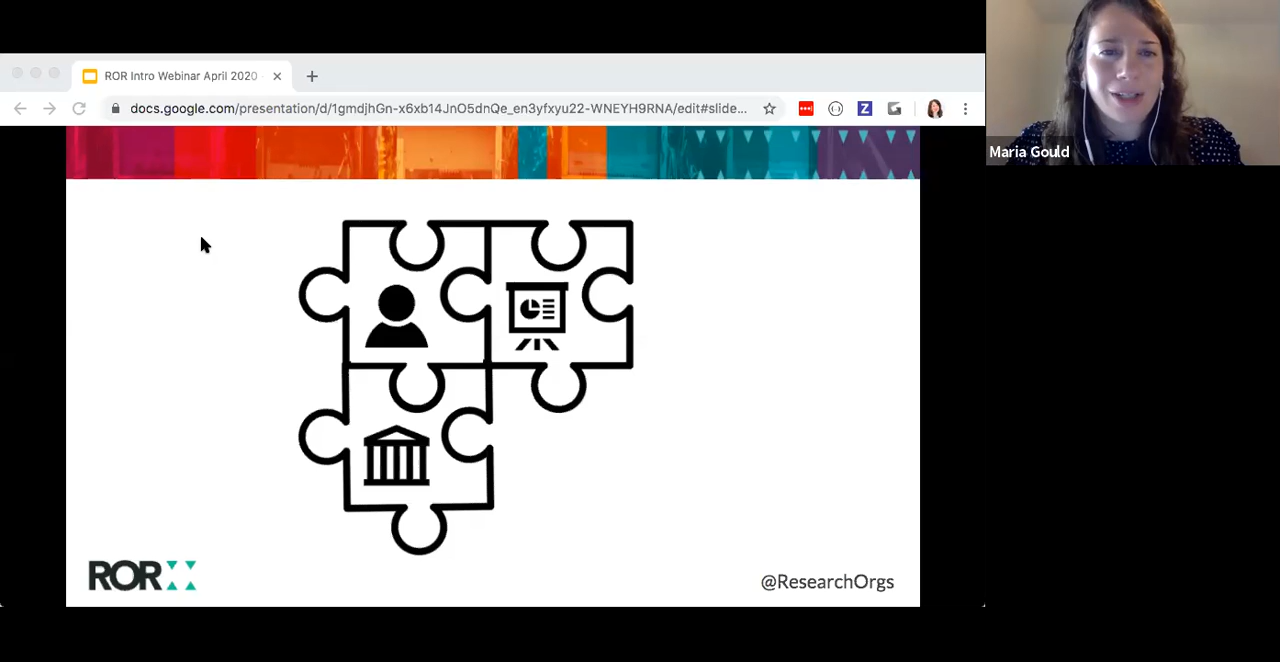 ROR Intro Webinar April 2020
docs.google.com/presentation/d/1gmdjhGn-x6xb14JnO5dnQe_en3yfxyu22-WNEYH9RNA/edit#slide...
Maria Gould
ROR
@ResearchOrgs